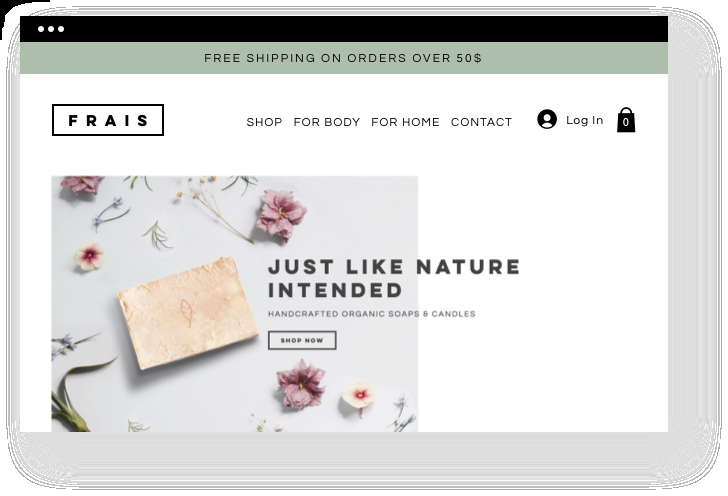 FREE SHIPPING ON ORDERS OVER 50$
FRAIS
SHOP FOR BODY FOR HOME CONTACT
Log In
0
JUST LIKE NATURE
INTENDED
HANDCRAFTED ORGANIC SOAPS & CANDLES
SHOP NOW